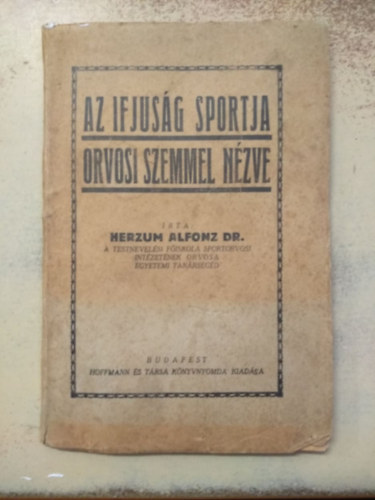 AZ IFJUSÁG SPORTJA
ORVOSI SZEMMEL NÉZVE
IRTA
HERZUM ALFONZ DR.
A TESTNEVELÉSI FŐISKOLA SPORTORVOSI
INTÉZETÉNEK ORVOSA
EGYETEMI TANÁRSEGÉD
BUDAPEST
HOFFMANN ÉS TÁRSA KÖNYVNYOMDA KIADÁSA